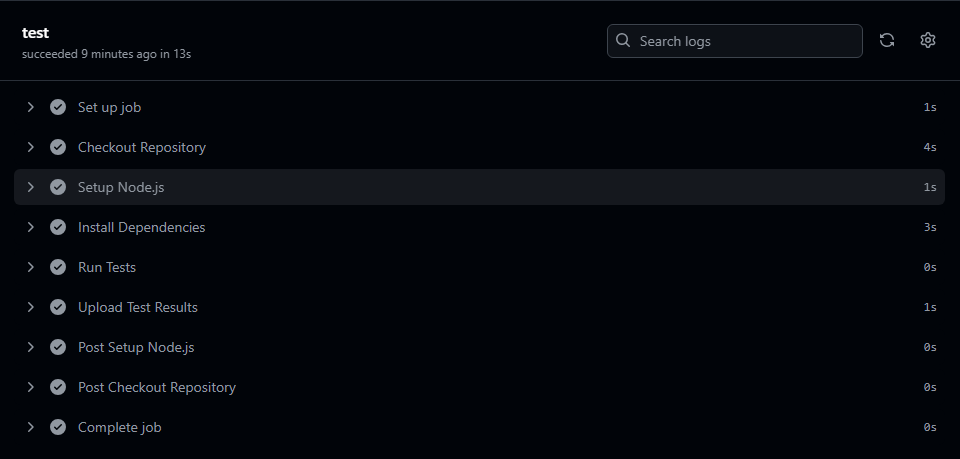 test
succeeded 9 minutes ago in 13s
Search logs
Set up job 1s
Checkout Repository 4s
Setup Node.js 1s
Install Dependencies 3s
Run Tests 0s
Upload Test Results 1s
Post Setup Node.js 0s
Post Checkout Repository 0s
Complete job 0s